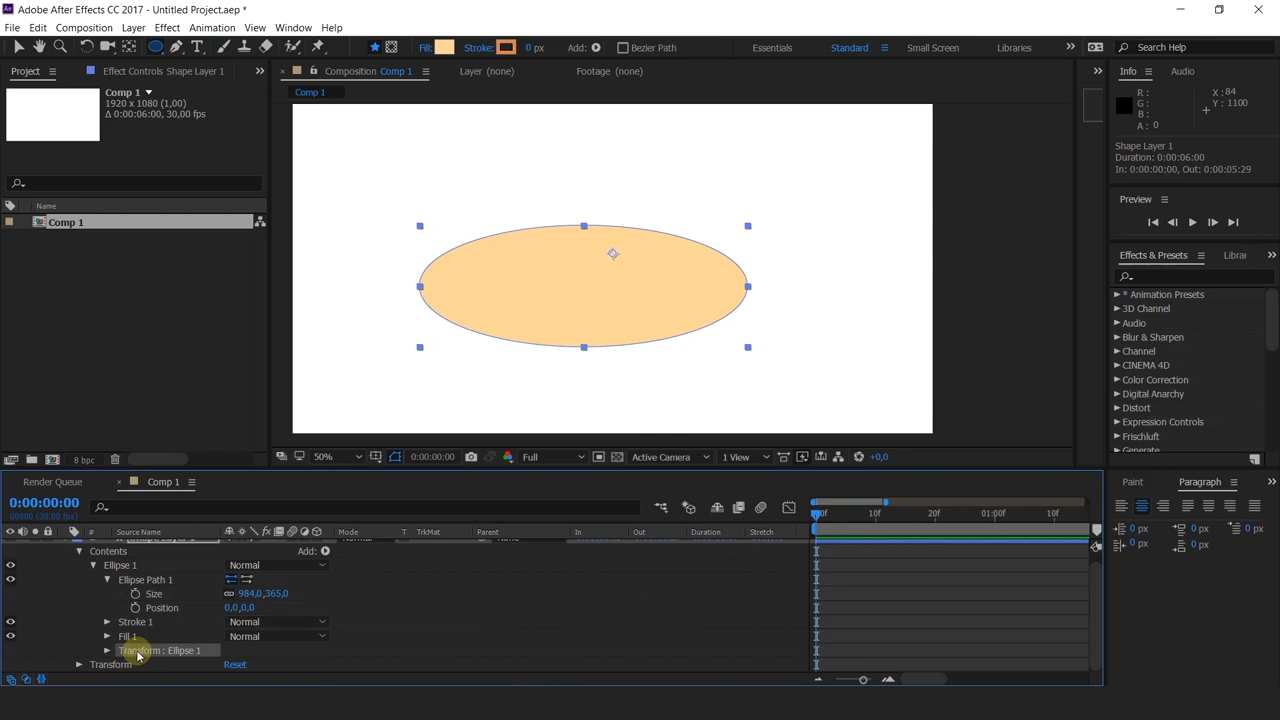 Adobe After Effects CC 2017 - Untitled Project.aep *
File Edit Composition Layer Effect Animation View Window Help
Fill: Stroke: 0 px Add: Bezier Path Essentials Standard Small Screen Libraries Search Help
Project Effect Controls Shape Layer 1 Composition Comp 1 Layer (none) Footage (none) Info Audio
Comp 1
1920 x 1080 (1,00)
Δ 0:00:06:00, 30,00 fps
Comp 1
R: X: 84
G: Y: 1100
B:
A: 0
Shape Layer 1
Duration: 0:00:06:00
In: 0:00:00:00, Out: 0:00:05:29
Name
Comp 1
Preview
Effects & Presets Librar
* Animation Presets
3D Channel
Audio
Blur & Sharpen
Channel
CINEMA 4D
Color Correction
Digital Anarchy
Distort
Expression Controls
Frischluft
Generate
8 bpc 50% 0:00:00:00 Full Active Camera 1 View +0,0
Render Queue Comp 1 Paint Paragraph
0:00:00:00
00000 (30.00 fps)
# Source Name Mode T TrkMat Parent In Out Duration Stretch
10f 20f 01:00f 10f
0 px 0 px 0 px
0 px 0 px
Contents Add:
Ellipse 1 Normal
Ellipse Path 1
Size 984,0,365,0
Position 0,0,0,0
Stroke 1 Normal
Fill 1 Normal
Transform : Ellipse 1
Transform Reset